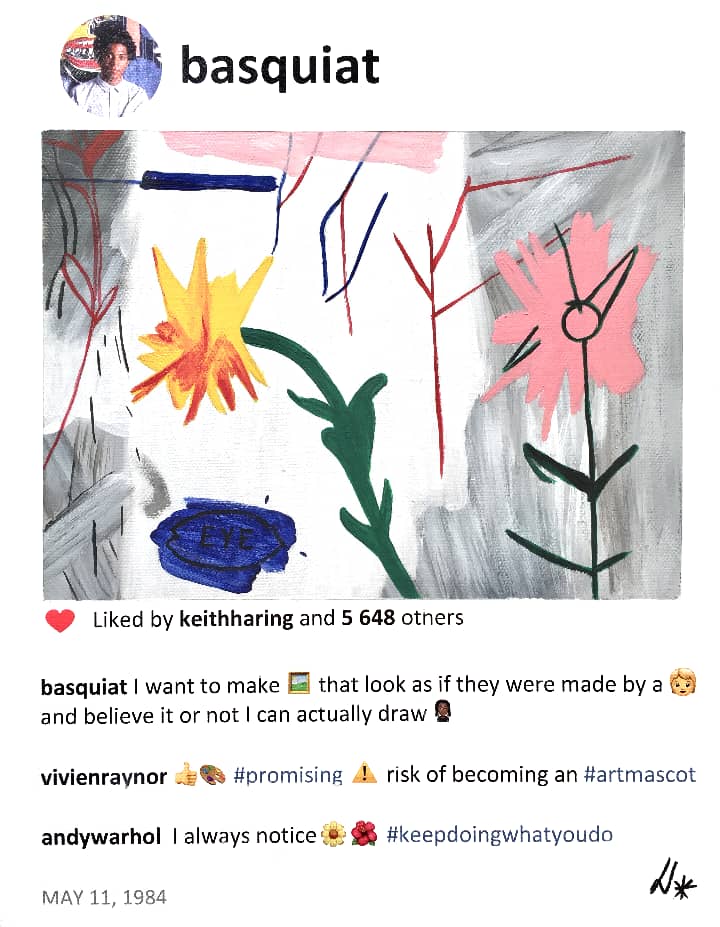 basquiat
EYE
Liked by keithharing and 5 648 otners
basquiat I want to make 🖼️ that look as if they were made by a 🧒
and believe it or not I can actually draw
vivienraynor 👍🎨 #promising ⚠️ risk of becoming an #artmascot
andywarhol I always notice 🌼 🌺 #keepdoingwhatyoudo
MAY 11, 1984